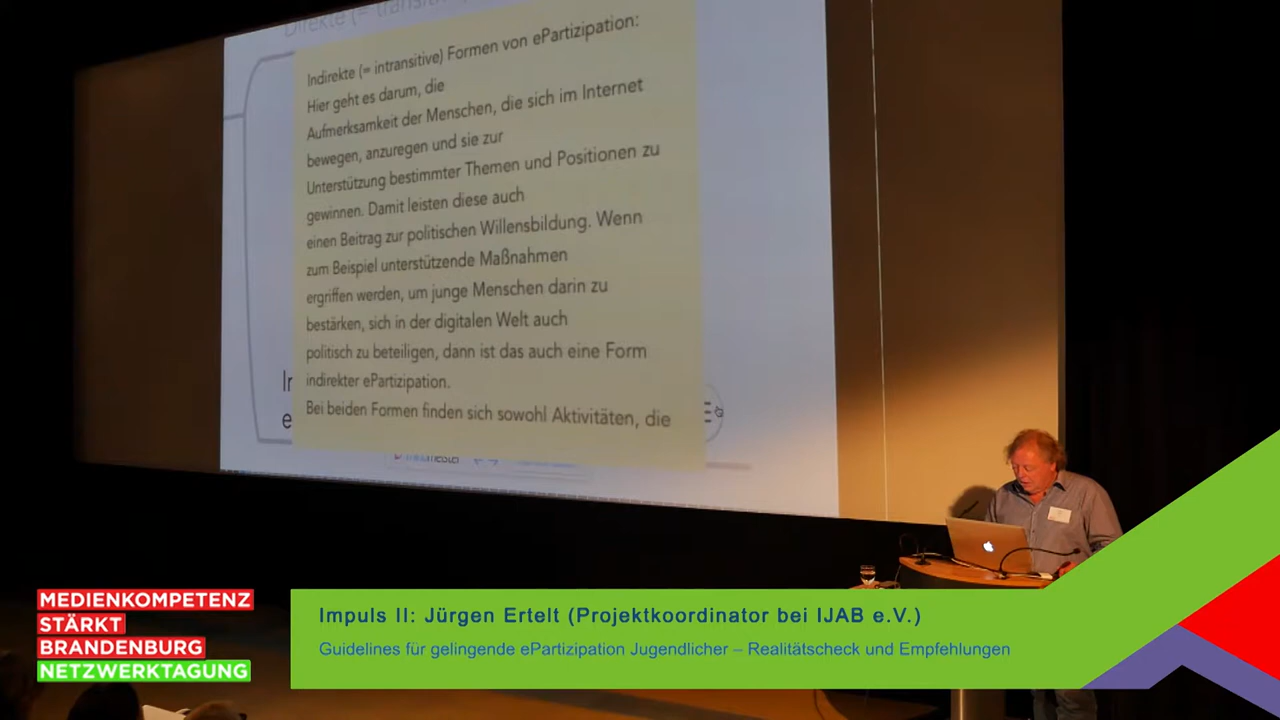 Direkte (= transitive)
Indirekte (= intransitive) Formen von ePartizipation:
Hier geht es darum, die
Aufmerksamkeit der Menschen, die sich im Internet
bewegen, anzuregen und sie zur
Unterstützung bestimmter Themen und Positionen zu
gewinnen. Damit leisten diese auch
einen Beitrag zur politischen Willensbildung. Wenn
zum Beispiel unterstützende Maßnahmen
ergriffen werden, um junge Menschen darin zu
bestärken, sich in der digitalen Welt auch
politisch zu beteiligen, dann ist das auch eine Form
indirekter ePartizipation.
Bei beiden Formen finden sich sowohl Aktivitäten, die
MEDIENKOMPETENZ
STÄRKT
BRANDENBURG
NETZWERKTAGUNG
Impuls II: Jürgen Ertelt (Projektkoordinator bei IJAB e.V.)
Guidelines für gelingende ePartizipation Jugendlicher – Realitätscheck und Empfehlungen